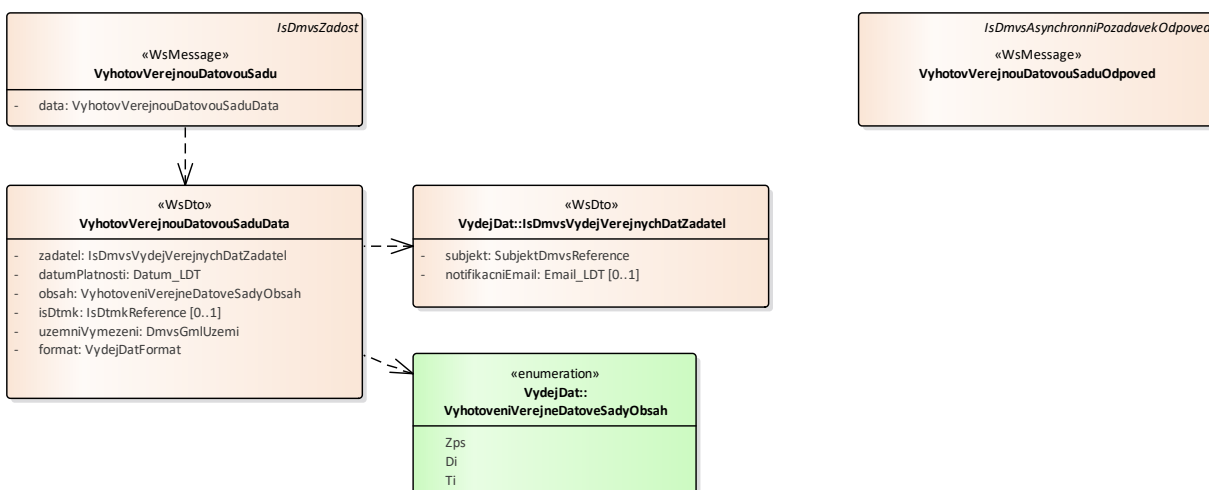 IsDmvsZadost
«WsMessage»
VyhotovVerejnouDatovouSadu
- data: VyhotovVerejnouDatovouSaduData
IsDmvsAsynchronniPozadavekOdpoved
«WsMessage»
VyhotovVerejnouDatovouSaduOdpoved
«WsDto»
VyhotovVerejnouDatovouSaduData
- zadatel: IsDmvsVydejVerejnychDatZadatel
- datumPlatnosti: Datum_LDT
- obsah: VyhotoveniVerejneDatoveSadyObsah
- isDtmk: IsDtmkReference [0..1]
- uzemniVymezeni: DmvsGmlUzemi
- format: VydejDatFormat
«WsDto»
VydejDat::IsDmvsVydejVerejnychDatZadatel
- subjekt: SubjektDmvsReference
- notifikacniEmail: Email_LDT [0..1]
«enumeration»
VydejDat::
VyhotoveniVerejneDatoveSadyObsah
Zps
Di
Ti